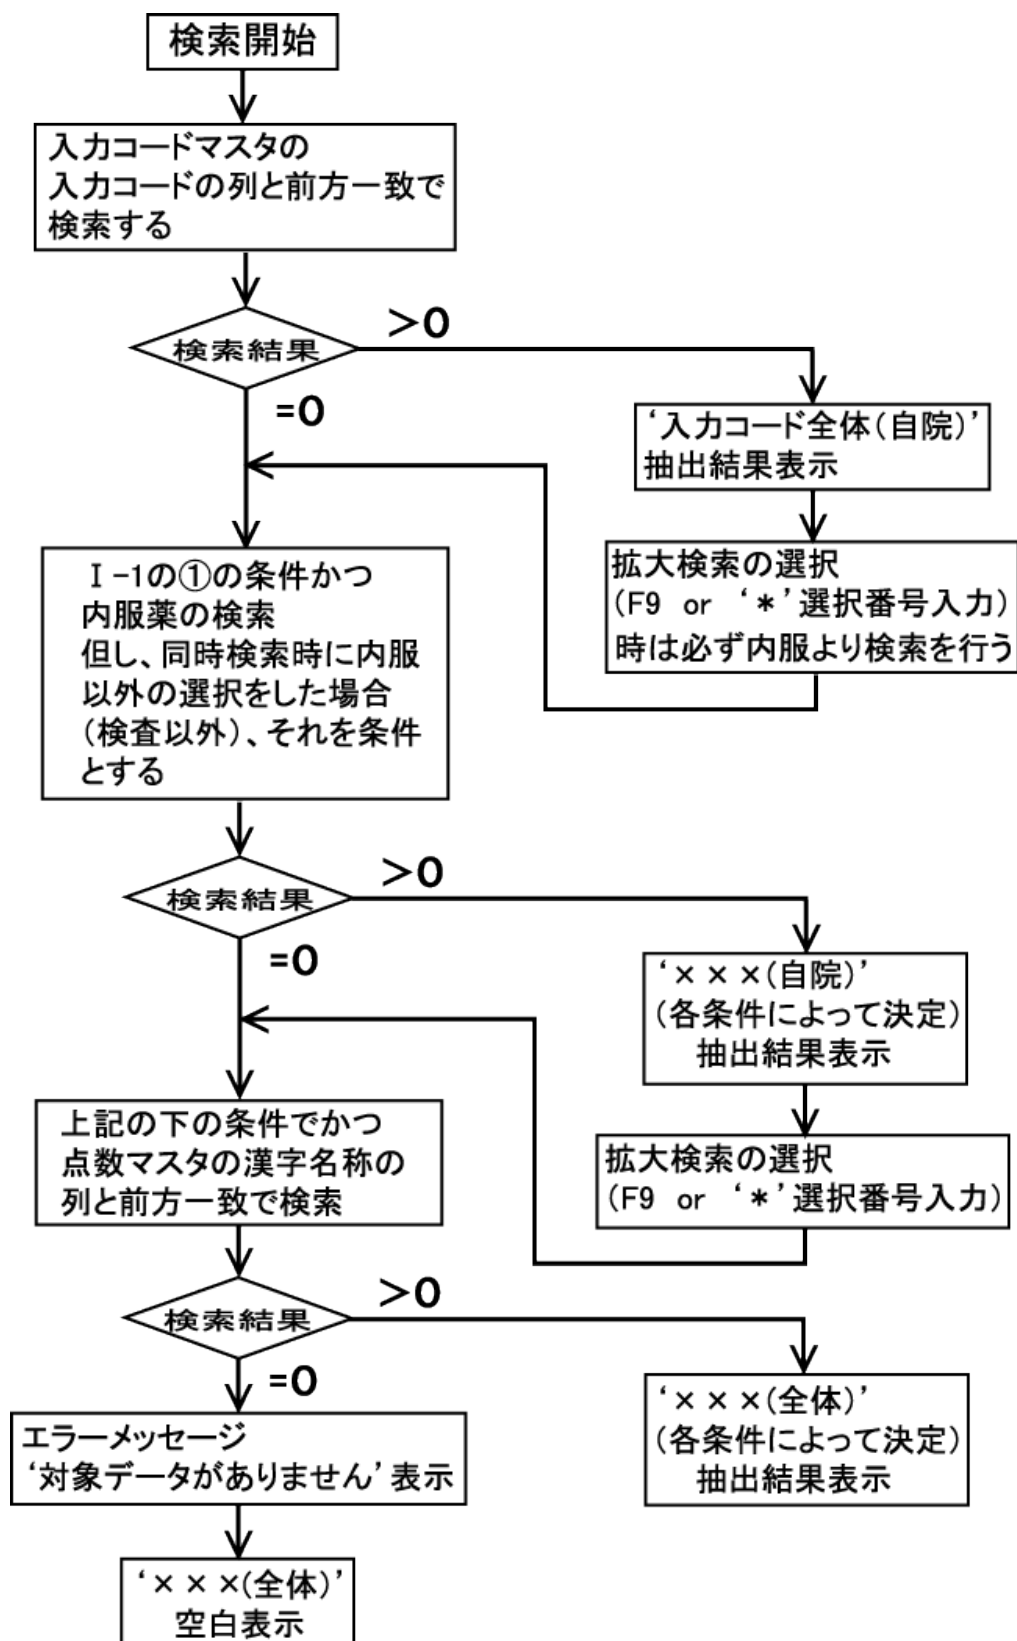 検索開始
入力コードマスタの
入力コードの列と前方一致で
検索する
検索結果
＞0
=0
‘入力コード全体(自院)’
抽出結果表示
拡大検索の選択
(F9 or ‘*’選択番号入力)
時は必ず内服より検索を行う
Ⅰ-1の①の条件かつ
内服薬の検索
但し、同時検索時に内服
以外の選択をした場合
(検査以外)、それを条件
とする
検索結果
＞0
=0
‘×××(自院)’
(各条件によって決定)
抽出結果表示
拡大検索の選択
(F9 or ‘*’選択番号入力)
上記の下の条件でかつ
点数マスタの漢字名称の
列と前方一致で検索
検索結果
＞0
=0
‘×××(全体)’
(各条件によって決定)
抽出結果表示
エラーメッセージ
‘対象データがありません’表示
‘×××(全体)’
空白表示